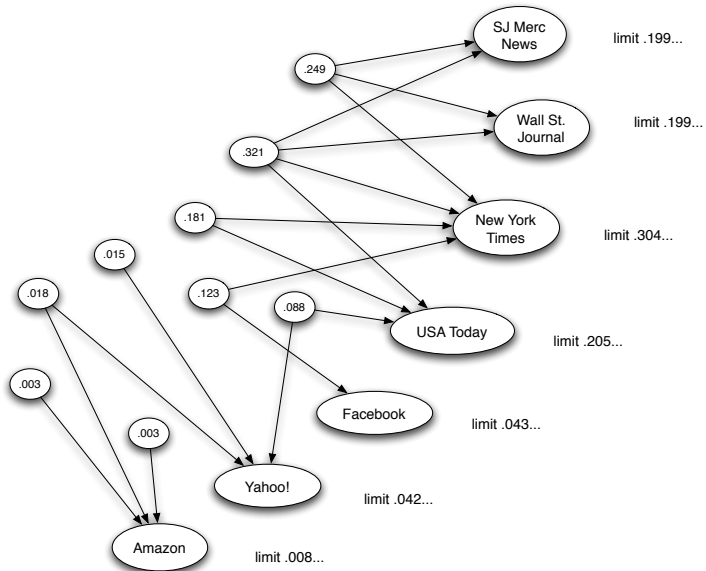 SJ Merc
News
limit .199...
.249
Wall St.
Journal
limit .199...
.321
.181
New York
Times
limit .304...
.015
.018
.123
.088
USA Today
limit .205...
.003
Facebook
limit .043...
.003
Yahoo!
limit .042...
Amazon
limit .008...